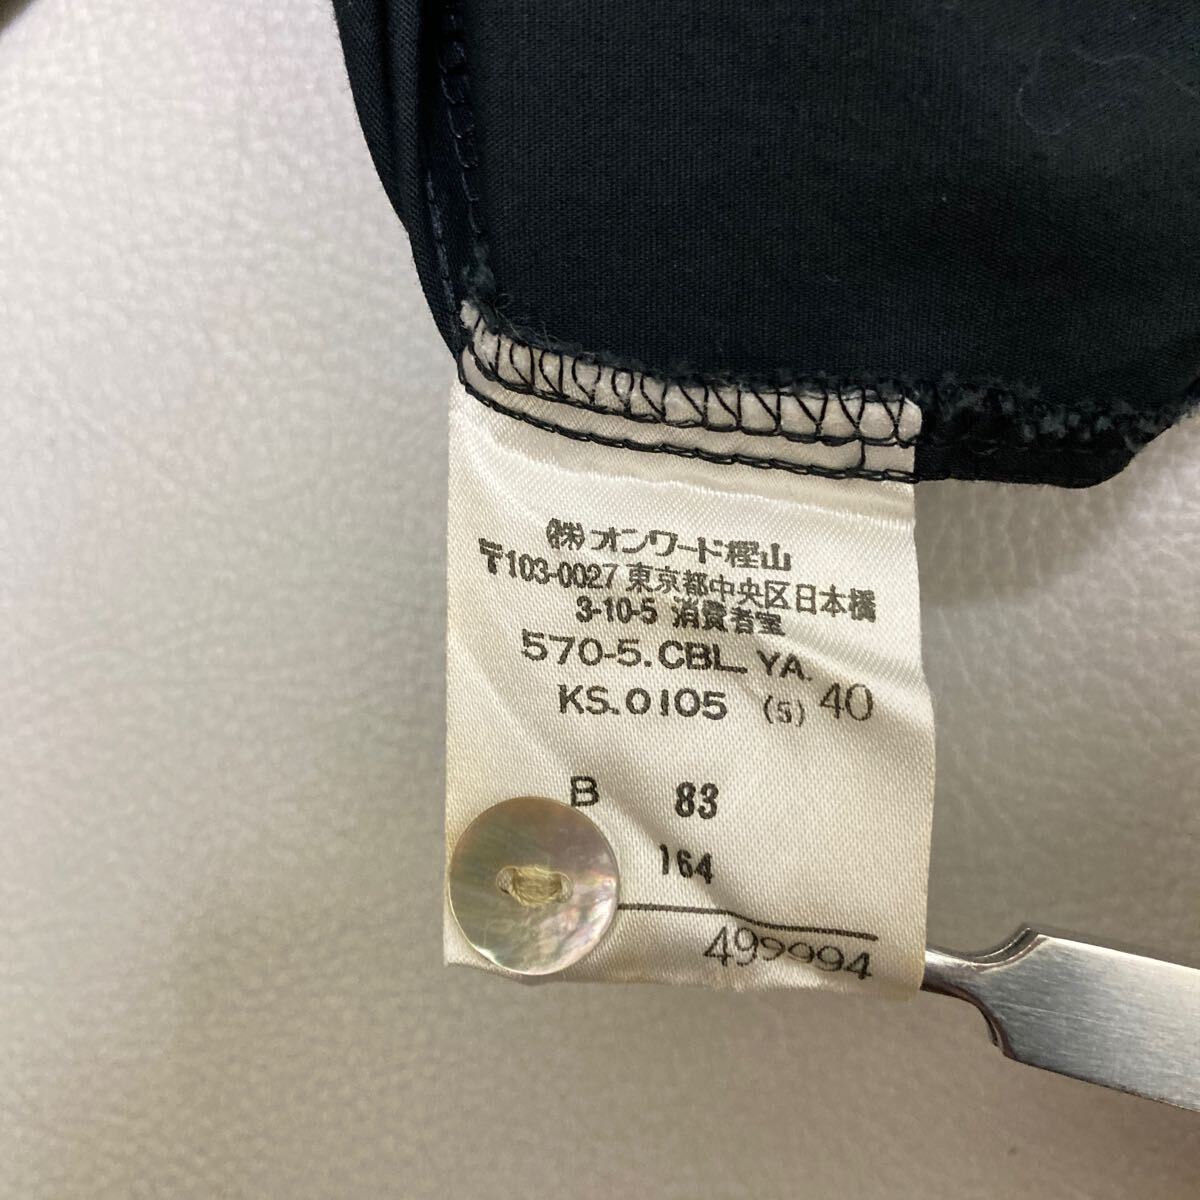 ㈱オンワード樫山
〒103-0027 東京都中央区日本橋
3-10-5 消費者室
570-5.CBL. YA.
KS.0105 (S) 40
B 83
164
499994